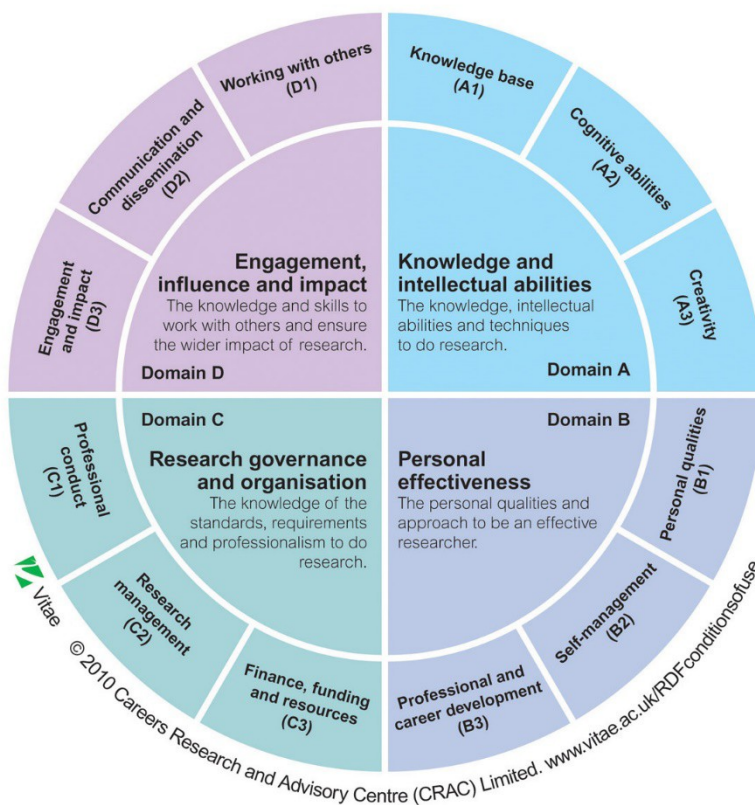 Knowledge base
(A1)
Cognitive abilities
(A2)
Creativity
(A3)
Knowledge and
intellectual abilities
The knowledge, intellectual
abilities and techniques
to do research.
Domain A
Domain B
Personal
effectiveness
The personal qualities and
approach to be an effective
researcher.
Personal qualities
(B1)
Self-management
(B2)
Professional and
career development
(B3)
Domain C
Research governance
and organisation
The knowledge of the
standards, requirements
and professionalism to do
research.
Professional
conduct
(C1)
Research
management
(C2)
Finance, funding
and resources
(C3)
Engagement,
influence and impact
The knowledge and skills to
work with others and ensure
the wider impact of research.
Domain D
Working with others
(D1)
Communication and
dissemination
(D2)
Engagement
and impact
(D3)
Vitae
© 2010 Careers Research and Advisory Centre (CRAC) Limited. www.vitae.ac.uk/RDFconditionsofuse